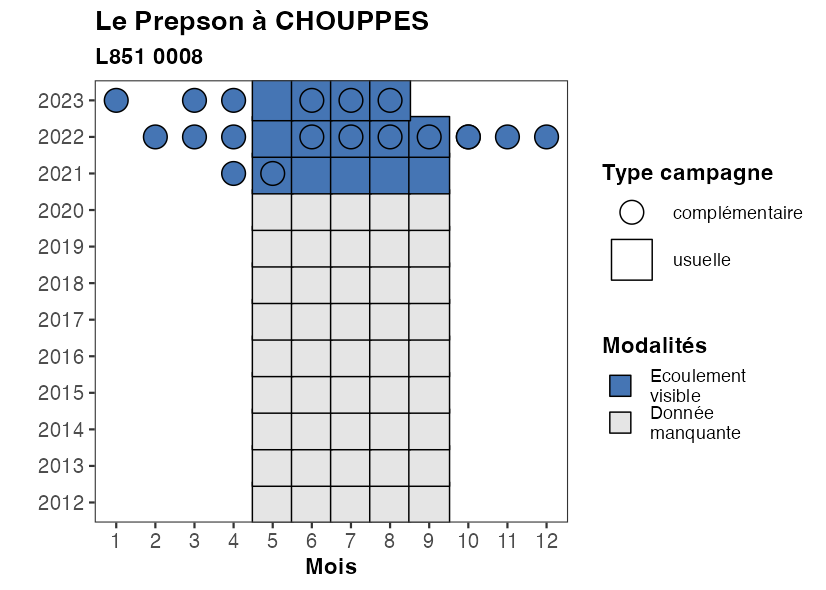 Le Prepson à CHOUPPES
L851 0008
2023
2022
2021
2020
2019
2018
2017
2016
2015
2014
2013
2012
1 2 3 4 5 6 7 8 9 10 11 12
Mois
Type campagne
complémentaire
usuelle
Modalités
Ecoulement
visible
Donnée
manquante